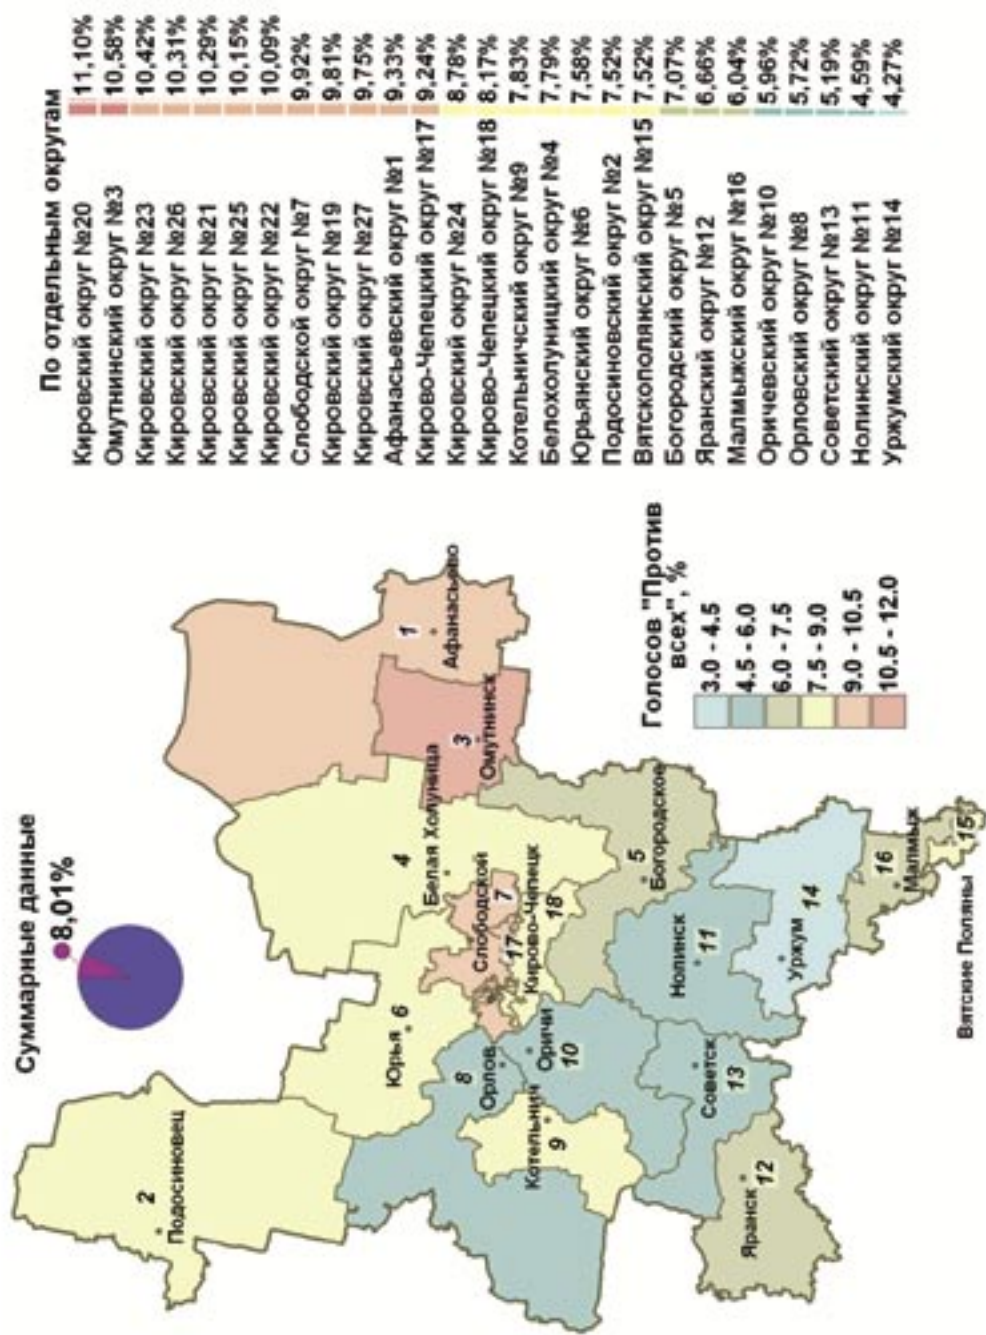 Суммарные данные
8,01%
2
Подосиновец
Юрья
6
4
Белая Холуница
1
Афанасьево
3
Омутнинск
8
Орлов
Слободской
7
17
Кирово-Чепецк
18
Котельнич
9
Оричи
10
5
Богородское
Нолинск
11
Советск
13
Яранск
12
Уржум
14
16
Малмыж
15
Вятские Поляны
Голосов "Против
всех", %
3.0 - 4.5
4.5 - 6.0
6.0 - 7.5
7.5 - 9.0
9.0 - 10.5
10.5 - 12.0
По отдельным округам
Кировский округ №20 11,10%
Омутнинский округ №3 10,58%
Кировский округ №23 10,42%
Кировский округ №26 10,31%
Кировский округ №21 10,29%
Кировский округ №25 10,15%
Кировский округ №22 10,09%
Слободской округ №7 9,92%
Кировский округ №19 9,81%
Кировский округ №27 9,75%
Афанасьевский округ №1 9,33%
Кирово-Чепецкий округ №17 9,24%
Кировский округ №24 8,78%
Кирово-Чепецкий округ №18 8,17%
Котельничский округ №9 7,83%
Белохолуницкий округ №4 7,79%
Юрьянский округ №6 7,58%
Подосиновский округ №2 7,52%
Вятскополянский округ №15 7,52%
Богородский округ №5 7,07%
Яранский округ №12 6,66%
Малмыжский округ №16 6,04%
Оричевский округ №10 5,96%
Орловский округ №8 5,72%
Советский округ №13 5,19%
Нолинский округ №11 4,59%
Уржумский округ №14 4,27%